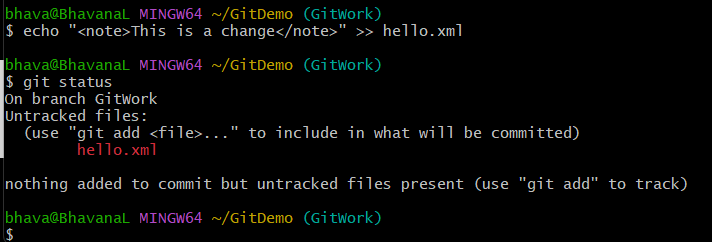 bhava@BhavanaL MINGW64 ~/GitDemo (GitWork)
$ echo "<note>This is a change</note>" >> hello.xml
bhava@BhavanaL MINGW64 ~/GitDemo (GitWork)
$ git status
On branch GitWork
Untracked files:
  (use "git add <file>..." to include in what will be committed)
        hello.xml
nothing added to commit but untracked files present (use "git add" to track)
bhava@BhavanaL MINGW64 ~/GitDemo (GitWork)
$